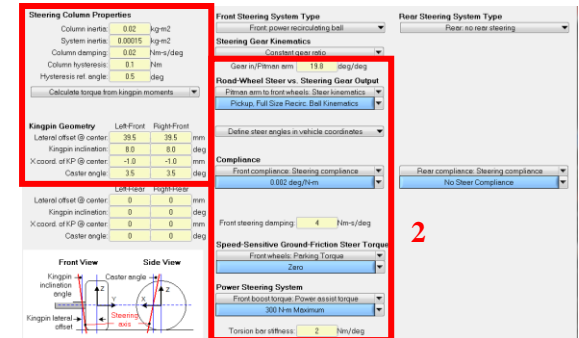 Steering Column Properties
Column inertia: 0.02 kg-m2
System inertia: 0.00015 kg-m2
Column damping: 0.02 Nm-s/deg
Column hysteresis: 0.1 Nm
Hysteresis ref. angle: 0.5 deg
Calculate torque from kingpin moments
Kingpin Geometry Left-Front Right-Front
Lateral offset @ center: 39.5 39.5 mm
Kingpin inclination: 8.0 8.0 deg
X coord. of KP @ center: -1.0 -1.0 mm
Caster angle: 3.5 3.5 deg
Left-Rear Right-Rear
Lateral offset @ center: 0 0 mm
Kingpin inclination: 0 0 deg
X coord. of KP @ center: 0 0 mm
Caster angle: 0 0 deg
Front View Side View
Kingpin inclination angle
Caster angle
Z Z
Y X
Kingpin lateral offset
Steering axis
Front Steering System Type
Front: power recirculating ball
Steering Gear Kinematics
Constant gear ratio
Gear in/Pitman arm 19.8 deg/deg
Road-Wheel Steer vs. Steering Gear Output
Pitman arm to front wheels: Steer kinematics
Pickup, Full Size Recirc. Ball Kinematics
Define steer angles in vehicle coordinates
Compliance
Front compliance: Steering compliance
0.002 deg/N-m
Front steering damping: 4 Nm-s/deg
Speed-Sensitive Ground-Friction Steer Torque
Front wheels: Parking Torque
Zero
Power Steering System
Front boost torque: Power assist torque
300 N-m Maximum
Torsion bar stiffness: 2 Nm/deg
2
Rear Steering System Type
Rear: no rear steering
Rear compliance: Steering compliance
No Steer Compliance